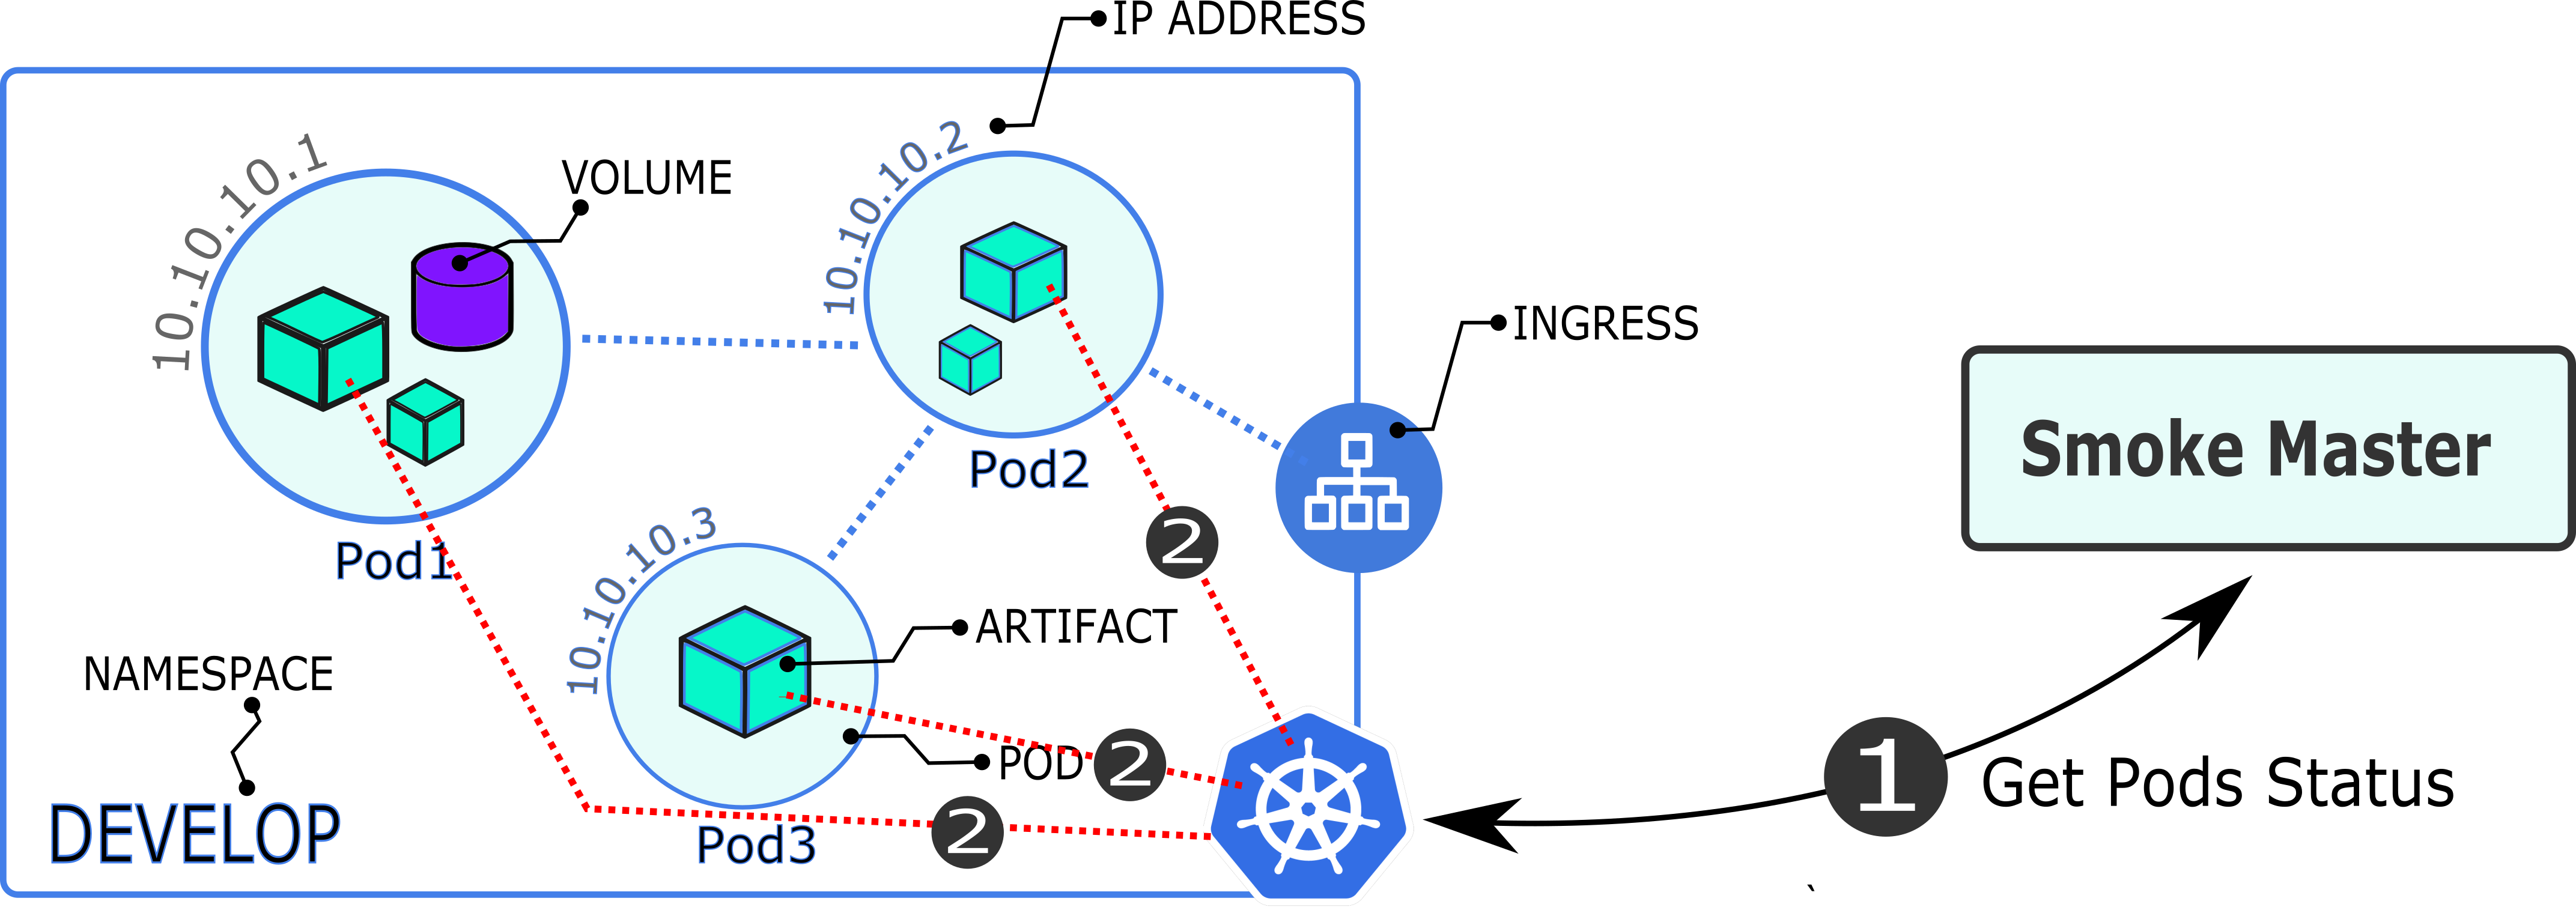 IP ADDRESS
10.10.10.1
VOLUME
10.10.10.2
INGRESS
Smoke Master
Pod2
Pod1
2
10.10.10.3
ARTIFACT
NAMESPACE
POD
2
1
Get Pods Status
DEVELOP
Pod3
2
`